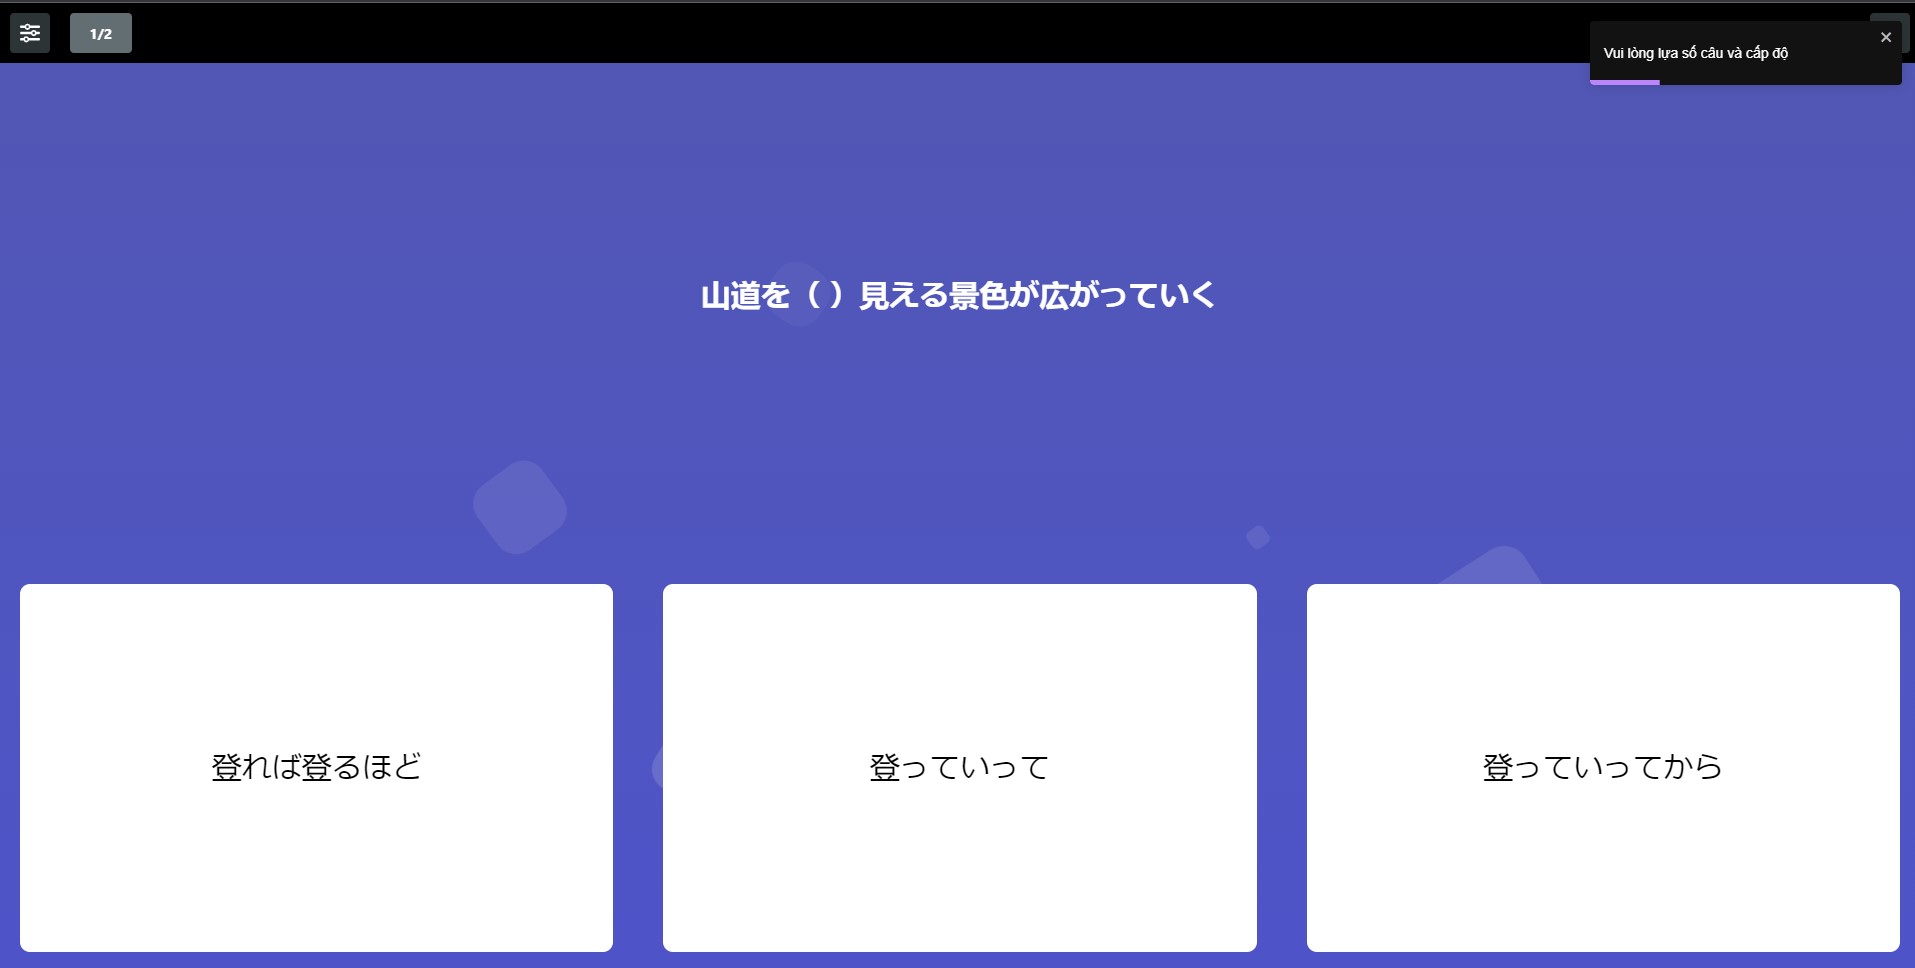 1/2
Vui lòng lựa số câu và cấp độ
山道を（ ）見える景色が広がっていく
登れば登るほど
登っていって
登っていってから